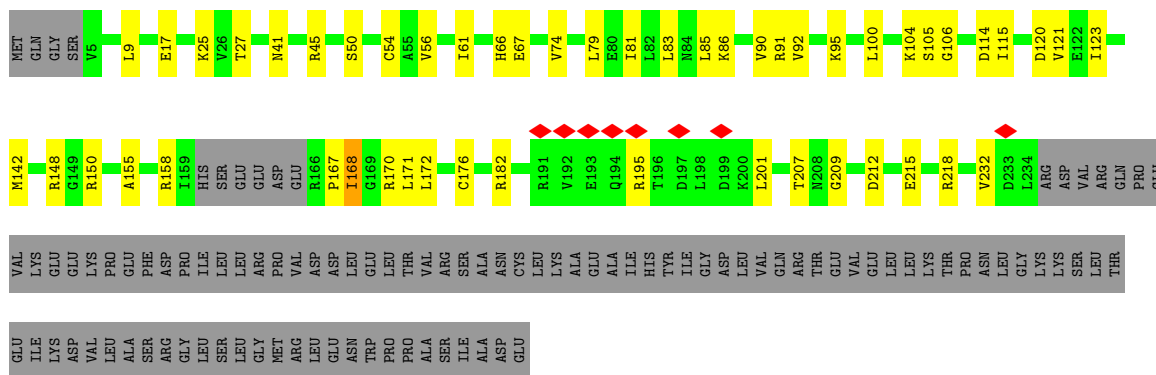 MET GLN GLY SER V5 L9 E17 K25 V26 T27 N41 R45 S50 C54 A55 V56 I61 H66 E67 V74 L79 E80 I81 L82 L83 N84 L85 K86 V90 R91 V92 K95 L100 K104 S105 G106 D114 I115 D120 V121 E122 I123
M142 R148 G149 R150 A155 R158 I159 HIS SER GLU GLU ASP GLU R166 P167 I168 G169 R170 L171 L172 C176 R182 R191 V192 E193 Q194 R195 T196 D197 L198 D199 K200 L201 T207 N208 G209 D212 E215 R218 V232 D233 L234 ARG ASP VAL ARG GLN PRO GLU
VAL LYS GLU GLU LYS PRO GLU PHE ASP PRO ILE LEU LEU ARG PRO VAL ASP ASP LEU GLU LEU THR VAL ARG SER ALA ASN CYS LEU LYS ALA GLU ALA ILE HIS TYR ILE GLY ASP LEU VAL GLN ARG THR GLU VAL GLU LEU LEU LYS THR PRO ASN LEU GLY LYS LYS SER LEU THR
GLU ILE LYS ASP VAL LEU ALA SER ARG GLY LEU SER LEU GLY MET ARG LEU GLU ASN TRP PRO PRO ALA SER ILE ALA ASP GLU